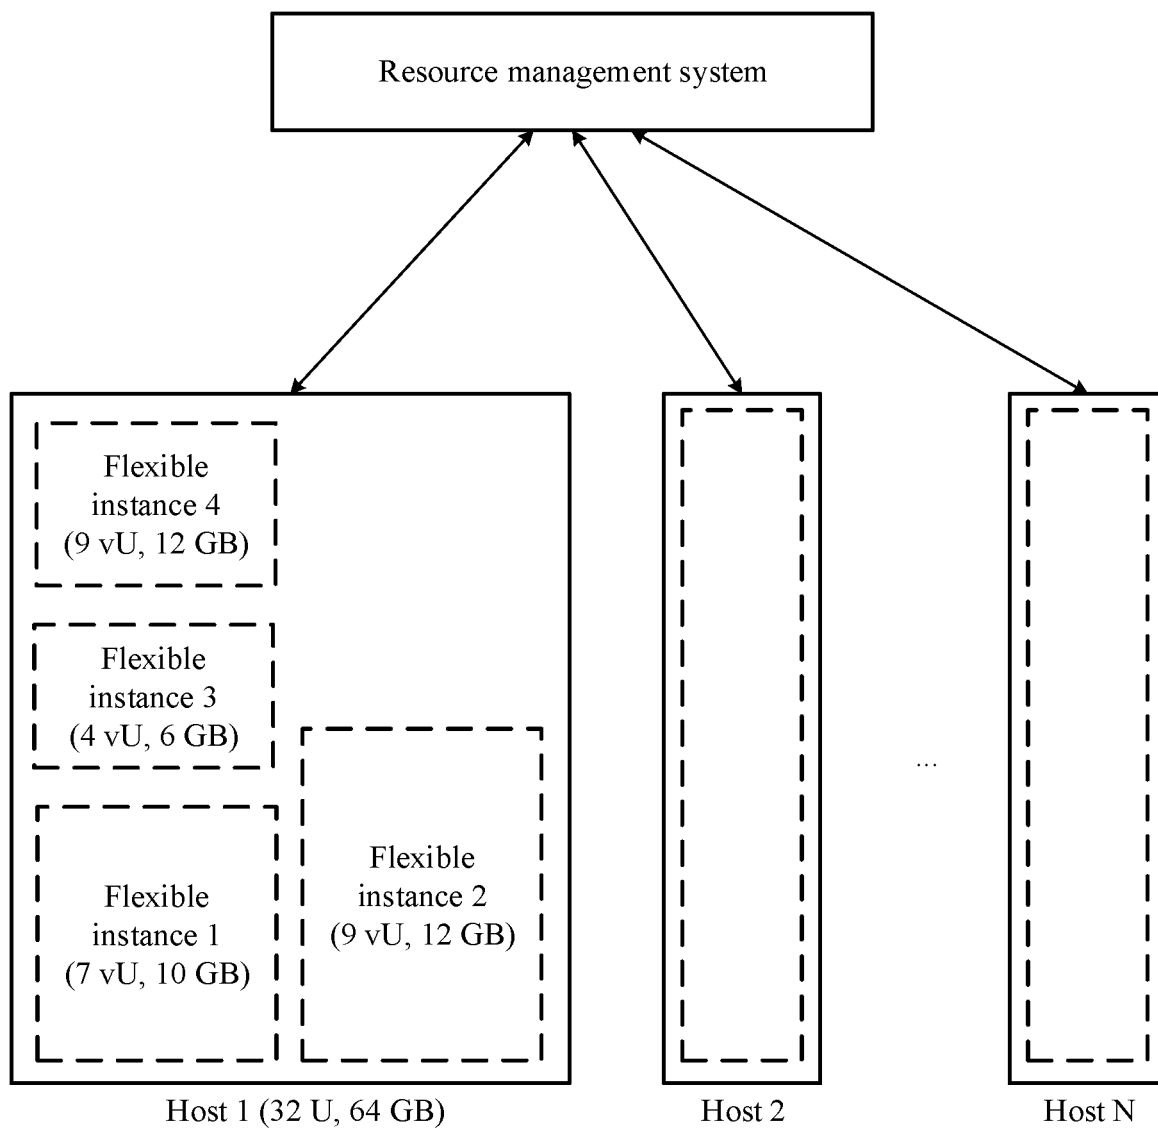 Resource management system
Flexible
instance 4
(9 vU, 12 GB)
Flexible
instance 3
(4 vU, 6 GB)
Flexible
instance 1
(7 vU, 10 GB)
Flexible
instance 2
(9 vU, 12 GB)
...
Host 1 (32 U, 64 GB)
Host 2
Host N